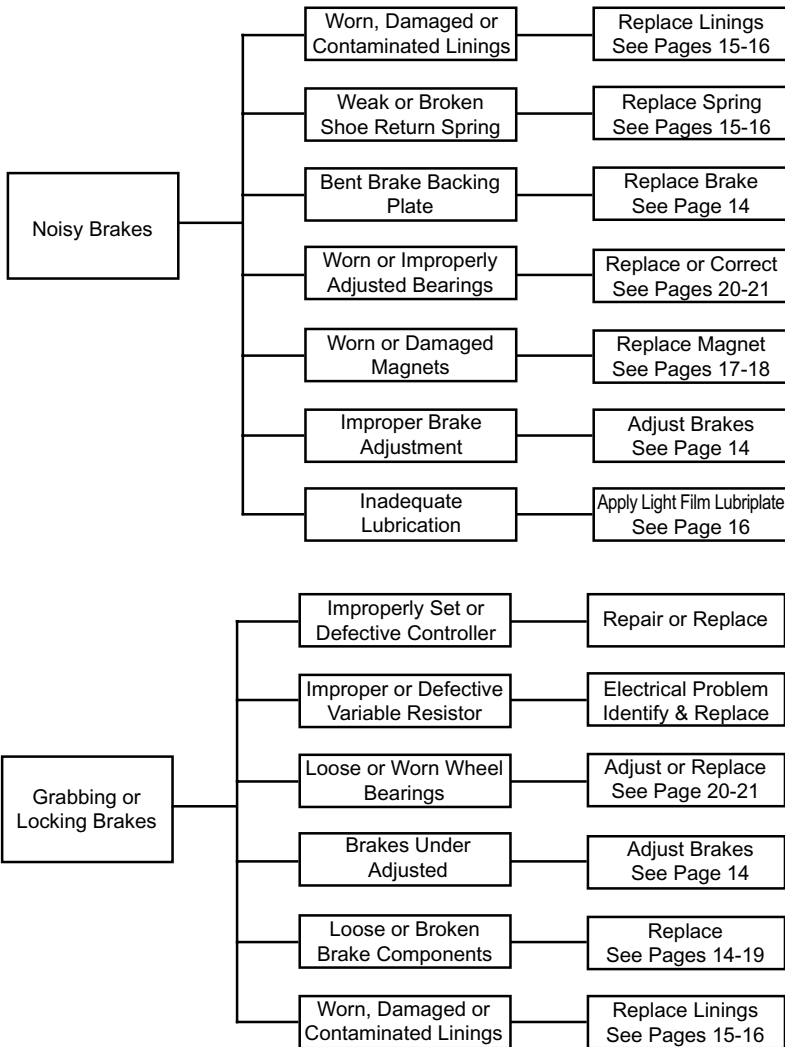 Noisy Brakes
Worn, Damaged or
Contaminated Linings
Replace Linings
See Pages 15-16
Weak or Broken
Shoe Return Spring
Replace Spring
See Pages 15-16
Bent Brake Backing
Plate
Replace Brake
See Page 14
Worn or Improperly
Adjusted Bearings
Replace or Correct
See Pages 20-21
Worn or Damaged
Magnets
Replace Magnet
See Pages 17-18
Improper Brake
Adjustment
Adjust Brakes
See Page 14
Inadequate
Lubrication
Apply Light Film Lubriplate
See Page 16
Grabbing or
Locking Brakes
Improperly Set or
Defective Controller
Repair or Replace
Improper or Defective
Variable Resistor
Electrical Problem
Identify & Replace
Loose or Worn Wheel
Bearings
Adjust or Replace
See Page 20-21
Brakes Under
Adjusted
Adjust Brakes
See Page 14
Loose or Broken
Brake Components
Replace
See Pages 14-19
Worn, Damaged or
Contaminated Linings
Replace Linings
See Pages 15-16